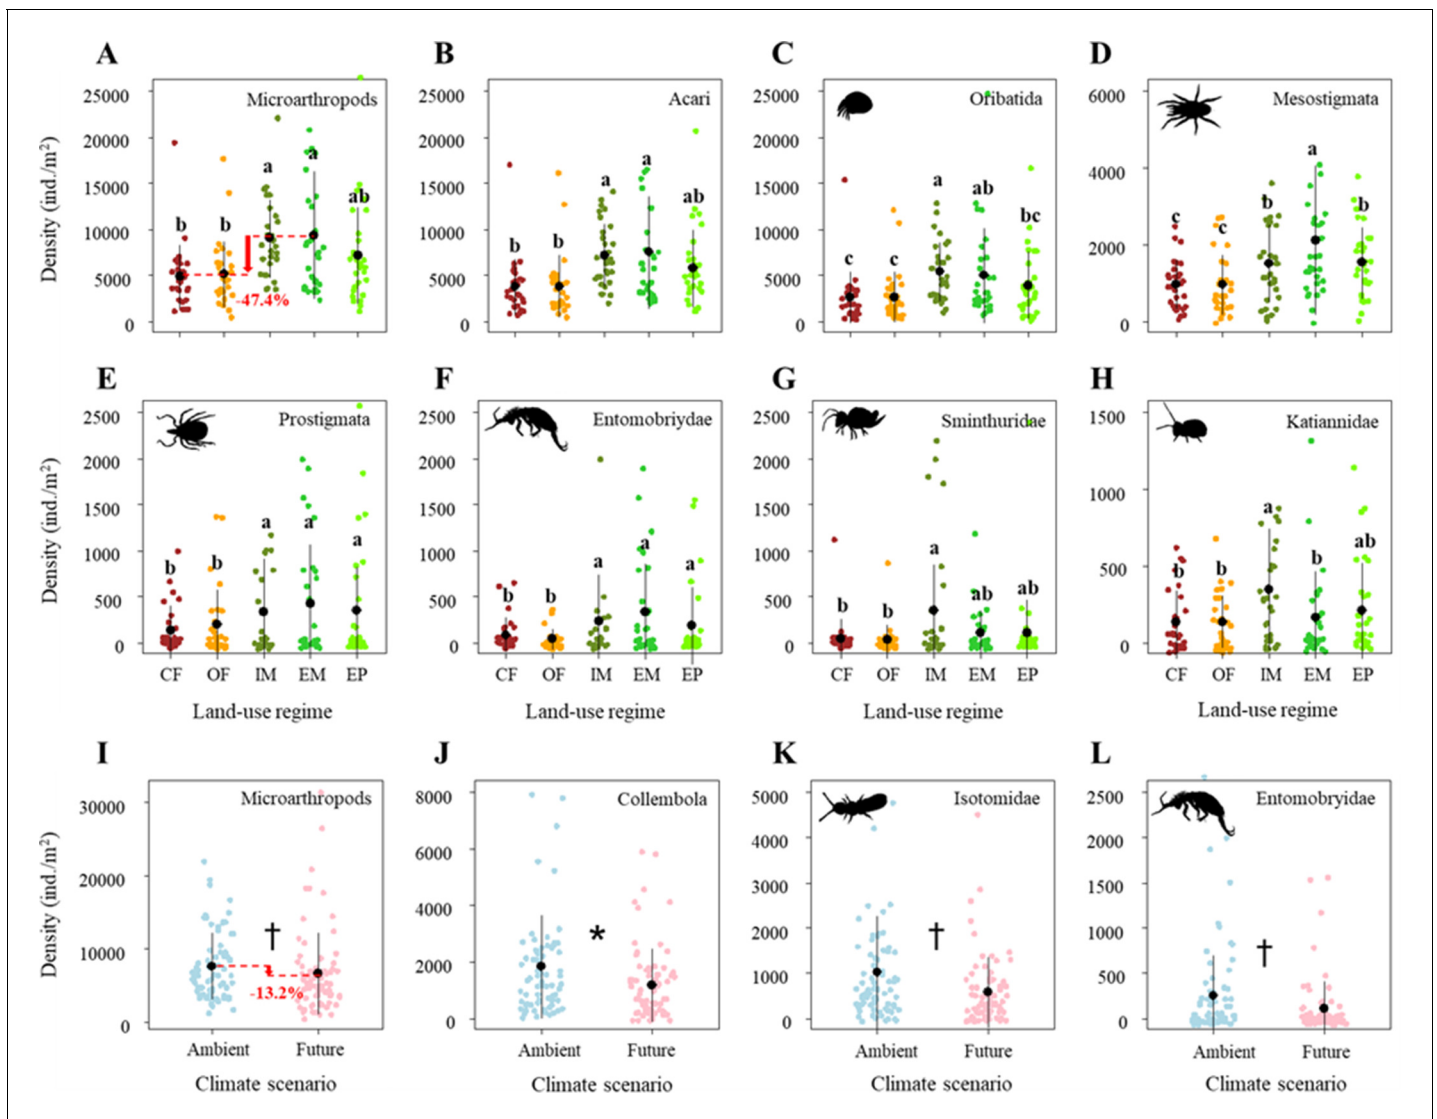 A B C D
Density (ind./m²)
25000 20000 15000 10000 5000 0
Microarthropods
b b a a ab
-47.4%
25000 20000 15000 10000 5000 0
Acari
b b a a ab
25000 20000 15000 10000 5000 0
Oribatida
c c a ab bc
6000 4000 2000 0
Mesostigmata
c c b a b
E F G H
Density (ind./m²)
2500 2000 1500 1000 500 0
Prostigmata
b b a a a
CF OF IM EM EP
Land-use regime
2500 2000 1500 1000 500 0
Entomobriydae
b b a a a
CF OF IM EM EP
Land-use regime
2000 1500 1000 500 0
Sminthuridae
b b a ab ab
CF OF IM EM EP
Land-use regime
1500 1000 500 0
Katiannidae
b b a b ab
CF OF IM EM EP
Land-use regime
I J K L
Density (ind./m²)
30000 20000 10000 0
Microarthropods
†
-13.2%
Ambient Future
Climate scenario
8000 6000 4000 2000 0
Collembola
*
Ambient Future
Climate scenario
5000 4000 3000 2000 1000 0
Isotomidae
†
Ambient Future
Climate scenario
2500 2000 1500 1000 500 0
Entomobryidae
†
Ambient Future
Climate scenario